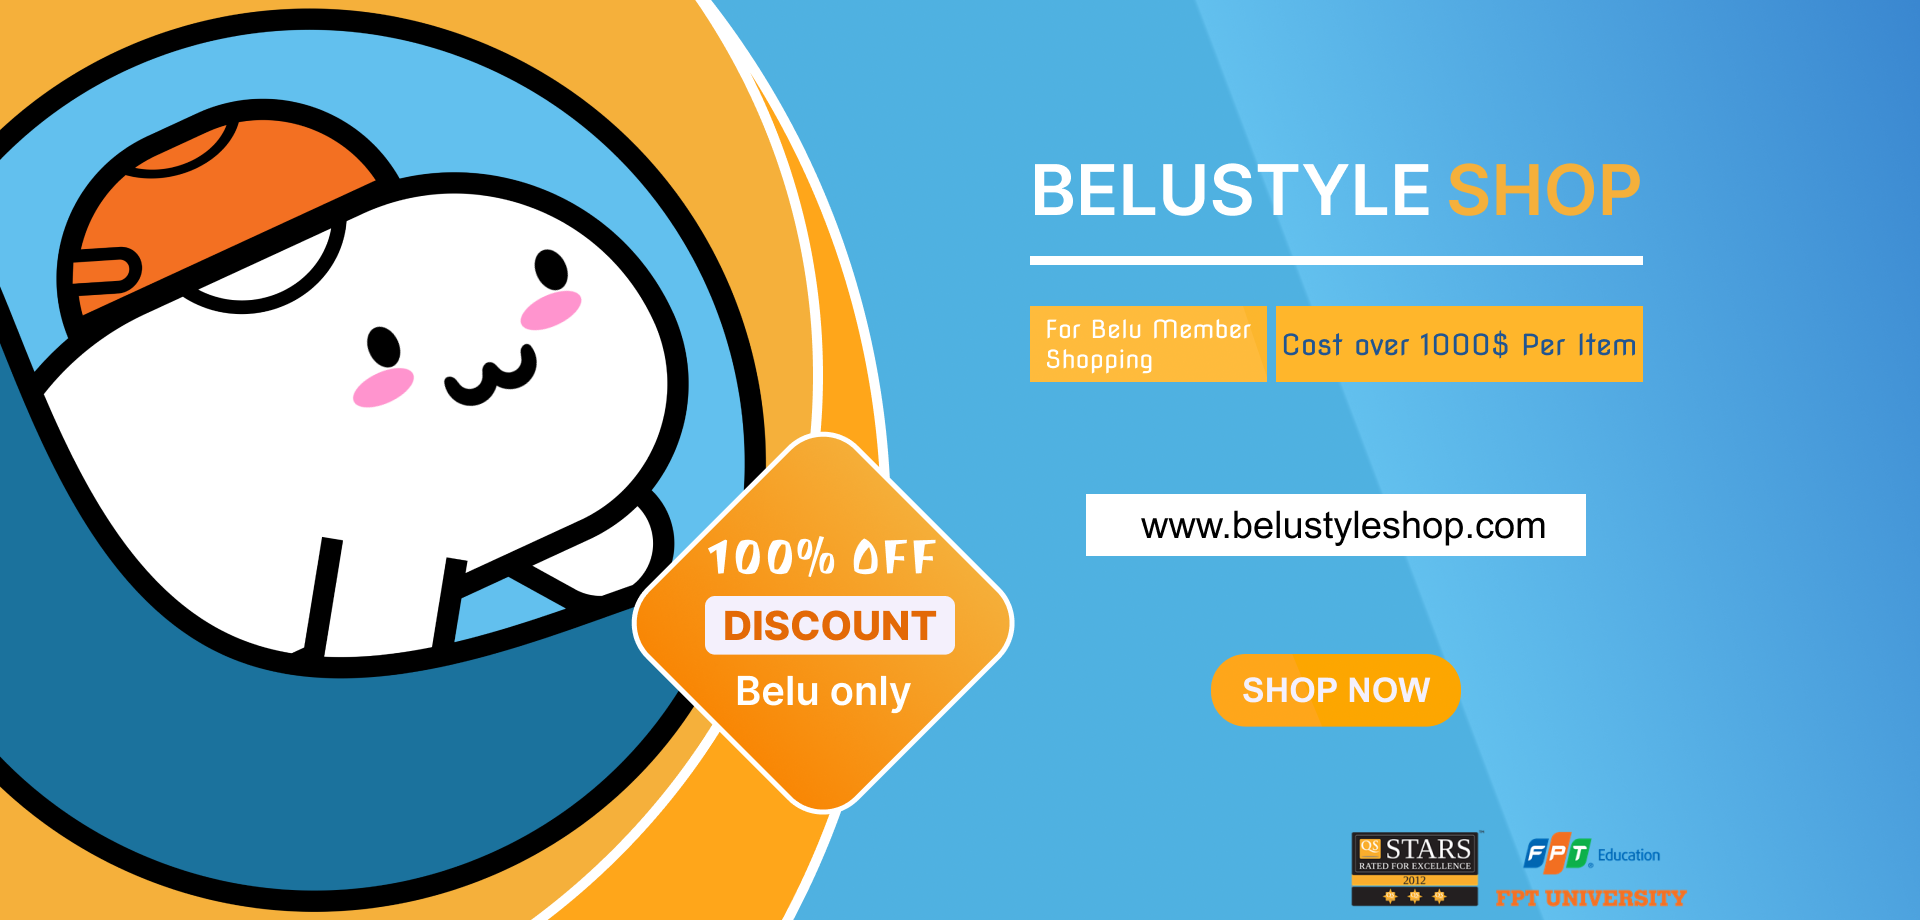 BELUSTYLE SHOP
For Belu Member
Shopping
Cost over 1000$ Per Item
www.belustyleshop.com
100% OFF
DISCOUNT
Belu only
SHOP NOW
QS STARS
RATED FOR EXCELLENCE
2012
FPT Education
FPT UNIVERSITY